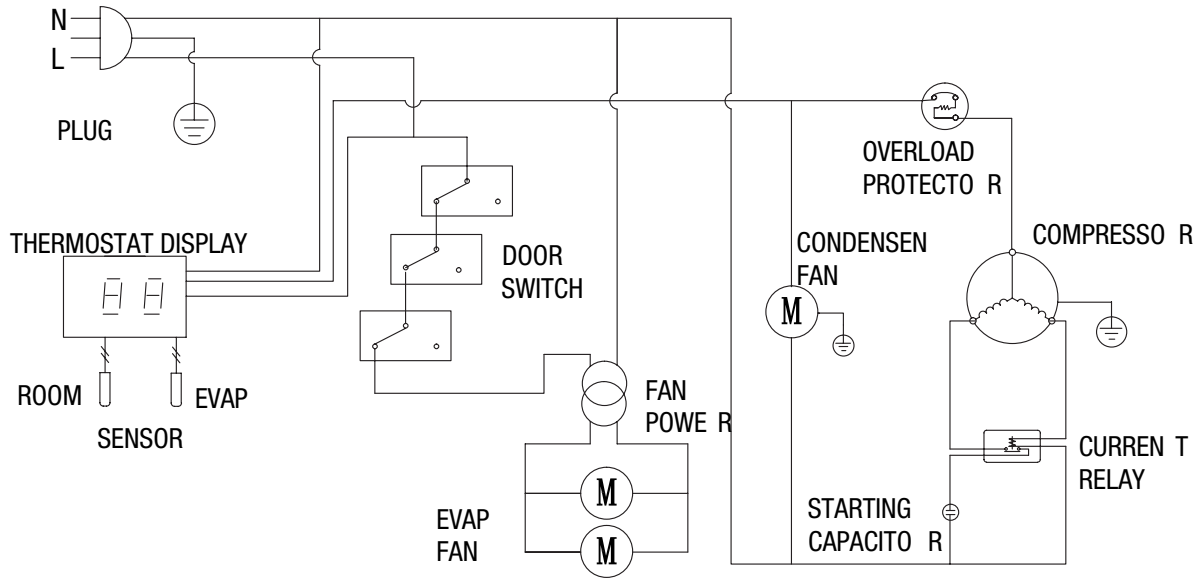 N
L
PLUG
OVERLOAD
PROTECTO R
THERMOSTAT DISPLAY
DOOR
SWITCH
CONDENSEN
FAN
COMPRESSO R
M
ROOM
EVAP
SENSOR
FAN
POWE R
M
M
EVAP
FAN
STARTING
CAPACITO R
CURREN T
RELAY